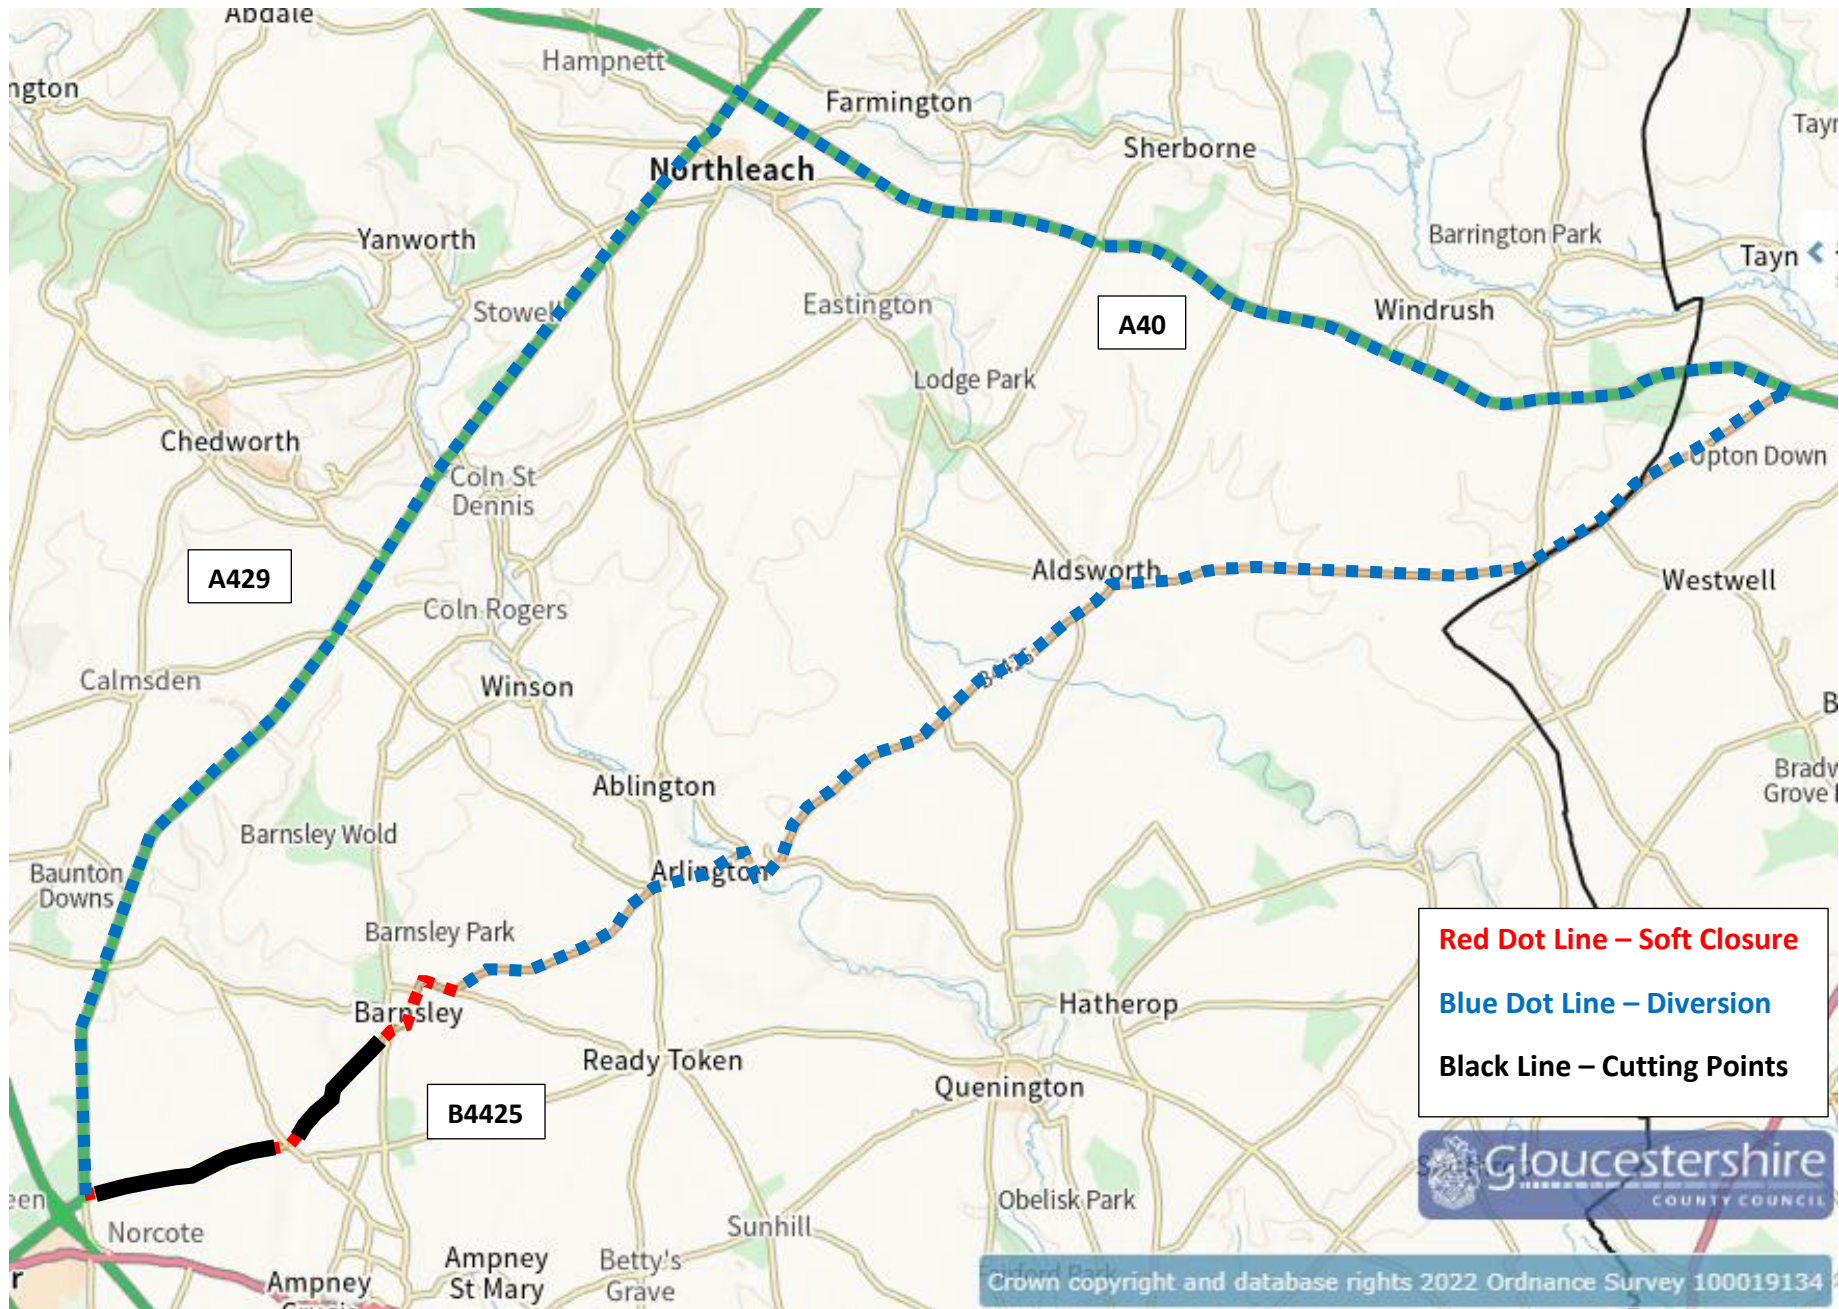 Abdale
Hampnett
ngton
Farmington
Sherborne
Northleach
Yanworth
Barrington Park
Tayn
Stowell
Eastington
Windrush
A40
Lodge Park
Chedworth
Upton Down
Coln St
Dennis
A429
Aldsworth
Westwell
Coln Rogers
Calmsden
Winson
B4425
B
Ablington
Bradw
Grove
Barnsley Wold
Baunton
Downs
Arlington
Barnsley Park
Red Dot Line – Soft Closure
Blue Dot Line – Diversion
Black Line – Cutting Points
Barnsley
Hatherop
Ready Token
Quenington
B4425
Gloucestershire
COUNTY COUNCIL
een
Norcote
Obelisk Park
Sunhill
Ampney
St Mary
Betty's
Grave
r
Ampney
Crown copyright and database rights 2022 Ordnance Survey 100019134